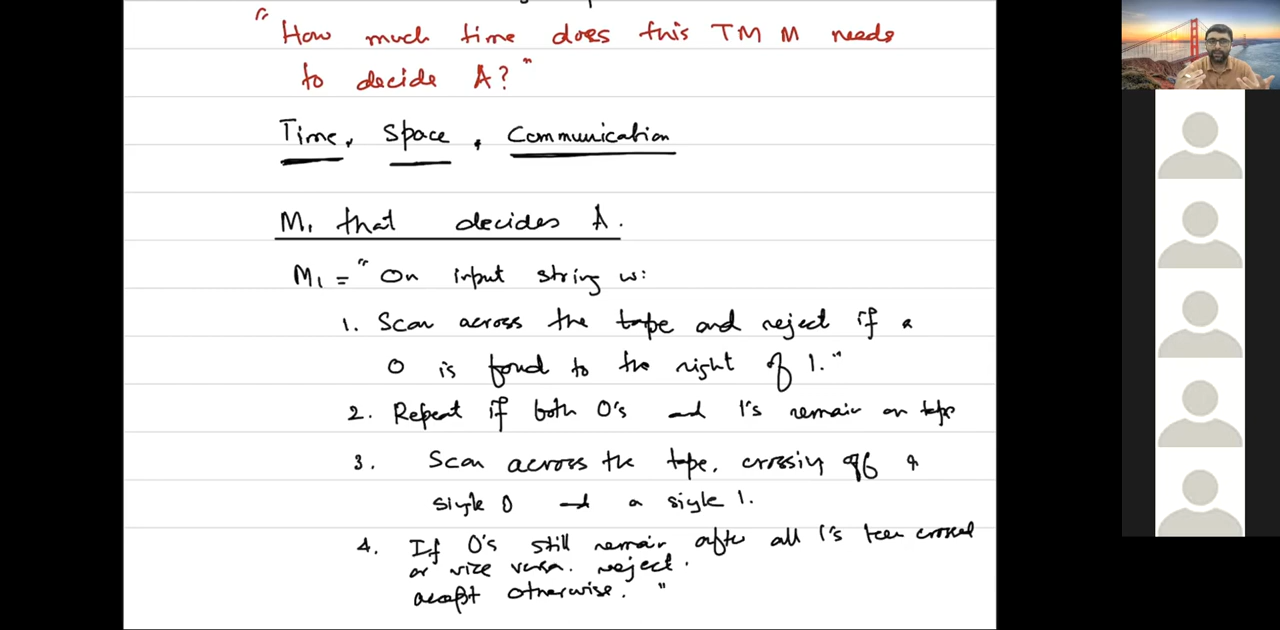 "How much time does this TM M needs
to decide A?"
Time, Space, Communication
M₁ that decides A.
M₁ = "On input string w:
1. Scan across the tape and reject if a
0 is found to the right of 1."
2. Repeat if both 0's and 1's remain on tape
3. Scan across the tape, crossing off a
single 0 and a single 1.
4. If 0's still remain after all 1's been crossed
or vice versa. reject.
accept otherwise."